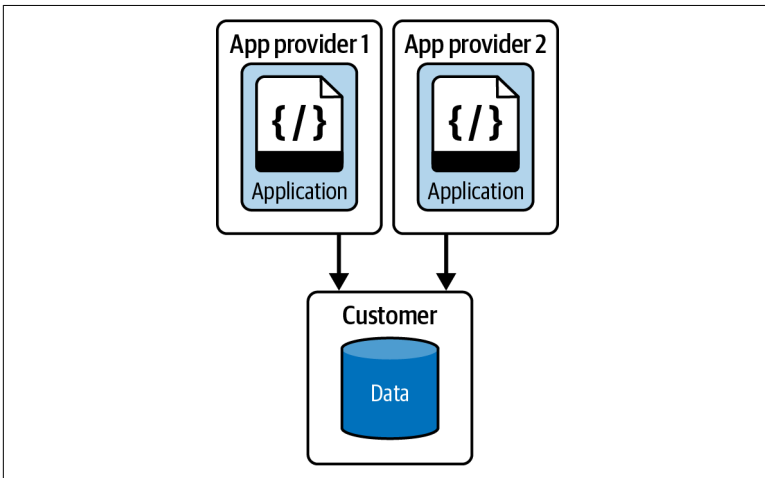 App provider 1
App provider 2
{/}
{/}
Application
Application
Customer
Data